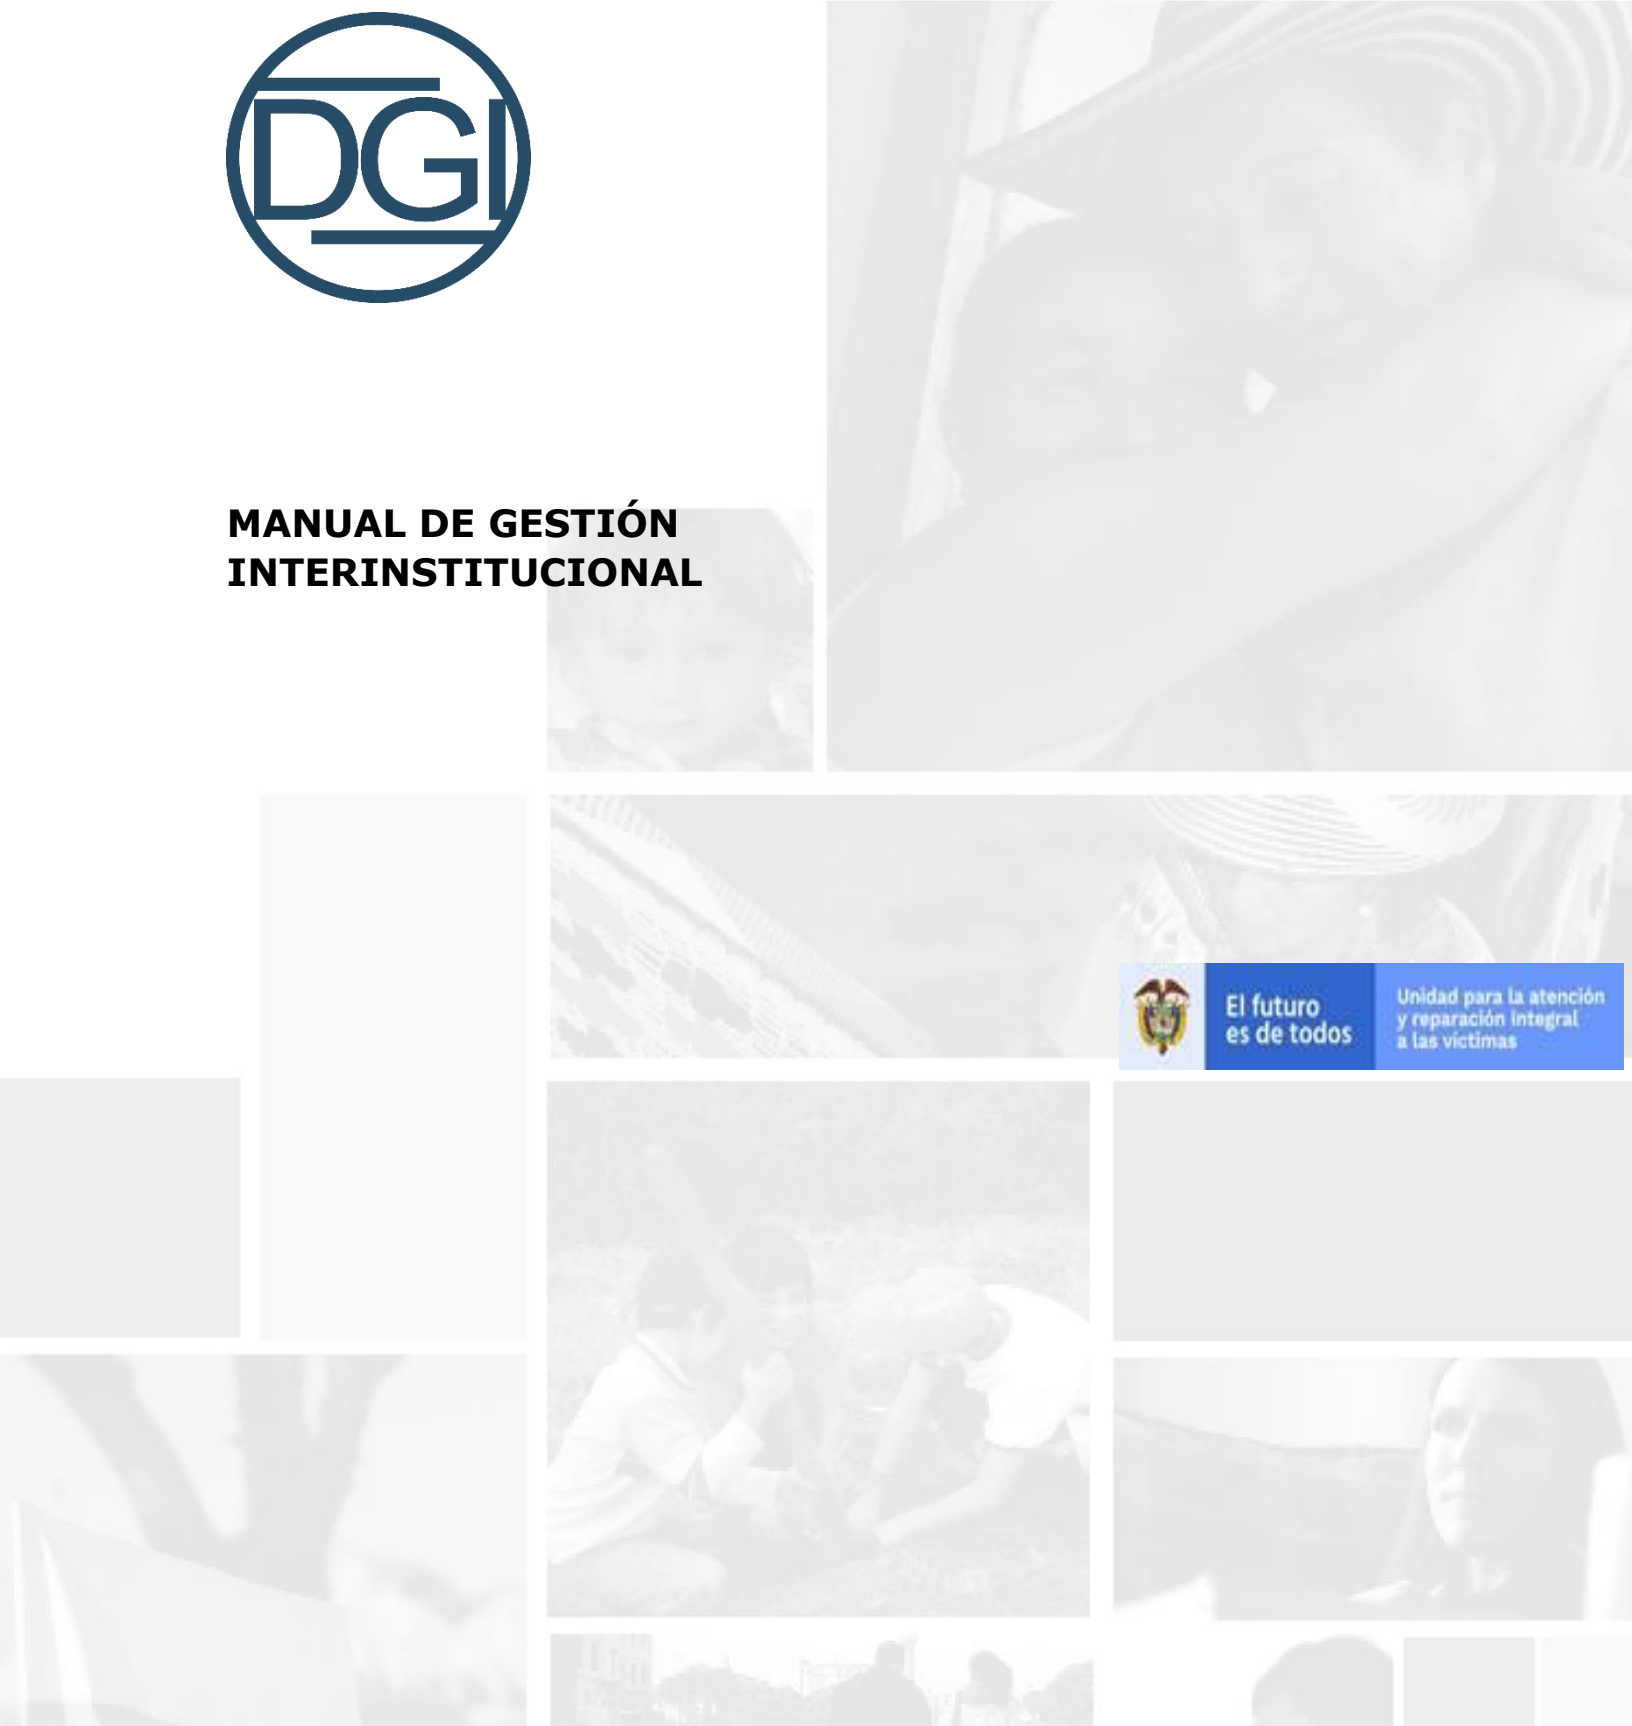 DGI
MANUAL DE GESTIÓN
INTERINSTITUCIONAL
El futuro
es de todos
Unidad para la atención
y reparación integral
a las víctimas